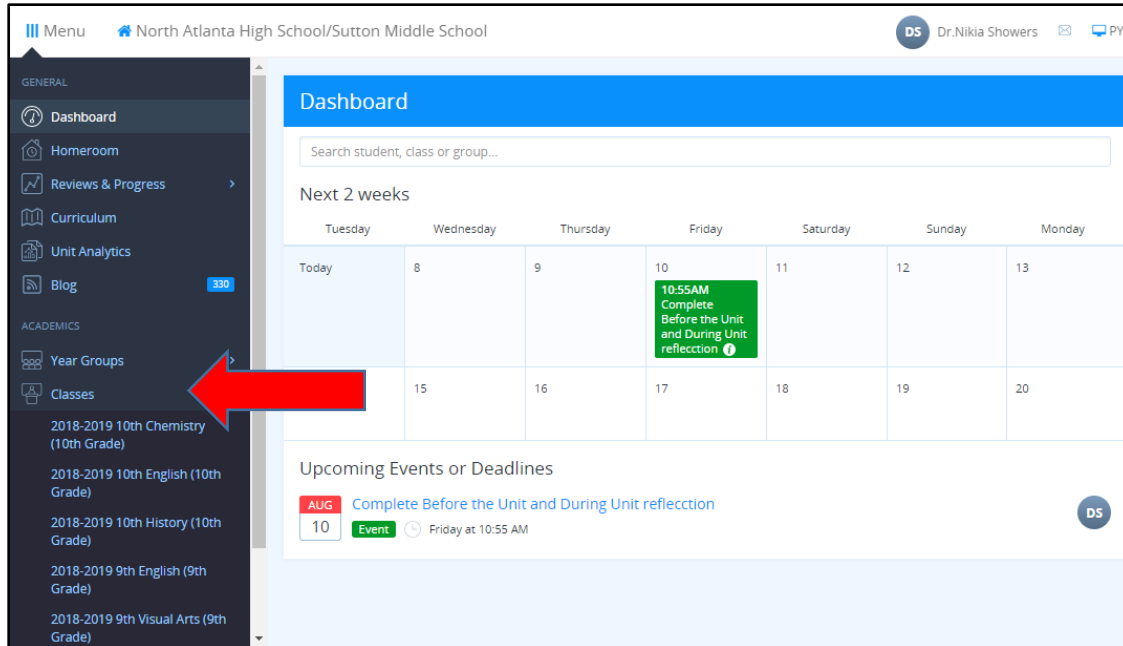 Menu
North Atlanta High School/Sutton Middle School
DS
Dr.Nikia Showers
PY
GENERAL
Dashboard
Homeroom
Reviews & Progress
Curriculum
Unit Analytics
Blog
330
ACADEMICS
Year Groups
Classes
2018-2019 10th Chemistry
(10th Grade)
2018-2019 10th English (10th
Grade)
2018-2019 10th History (10th
Grade)
2018-2019 9th English (9th
Grade)
2018-2019 9th Visual Arts (9th
Grade)
Dashboard
Search student, class or group...
Next 2 weeks
Tuesday Wednesday Thursday Friday Saturday Sunday Monday
Today 8 9 10 11 12 13
10:55AM
Complete
Before the Unit
and During Unit
reflecction
15 16 17 18 19 20
Upcoming Events or Deadlines
AUG
10
Complete Before the Unit and During Unit reflecction
Event Friday at 10:55 AM
DS